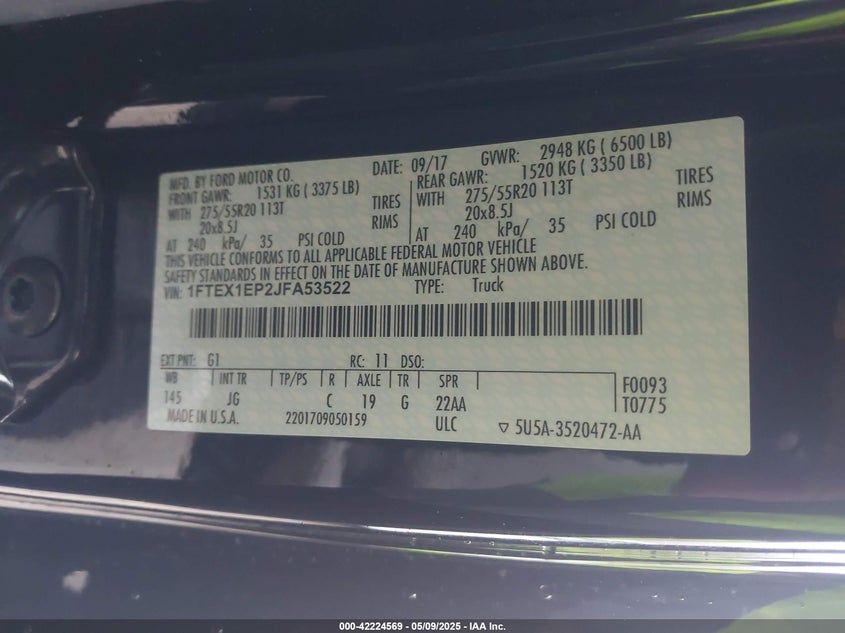 MFD. BY FORD MOTOR CO. DATE: 09/17 GVWR: 2948 KG ( 6500 LB)
FRONT GAWR: 1531 KG ( 3375 LB) REAR GAWR: 1520 KG ( 3350 LB)
WITH 275/55R20 113T TIRES WITH 275/55R20 113T TIRES
20x8.5J RIMS 20x8.5J RIMS
AT 240 kPa/ 35 PSI COLD AT 240 kPa/ 35 PSI COLD
THIS VEHICLE CONFORMS TO ALL APPLICABLE FEDERAL MOTOR VEHICLE
SAFETY STANDARDS IN EFFECT ON THE DATE OF MANUFACTURE SHOWN ABOVE.
VIN: 1FTEX1EP2JFA53522 TYPE: Truck
EXT PNT: G1 RC: 11 DSO:
WB INT TR TP/PS R AXLE TR SPR F0093
145 JG C 19 G 22AA T0775
MADE IN U.S.A. 2201709050159 ULC ▽ 5U5A-3520472-AA
000-42224569 - 05/09/2025 - IAA Inc.